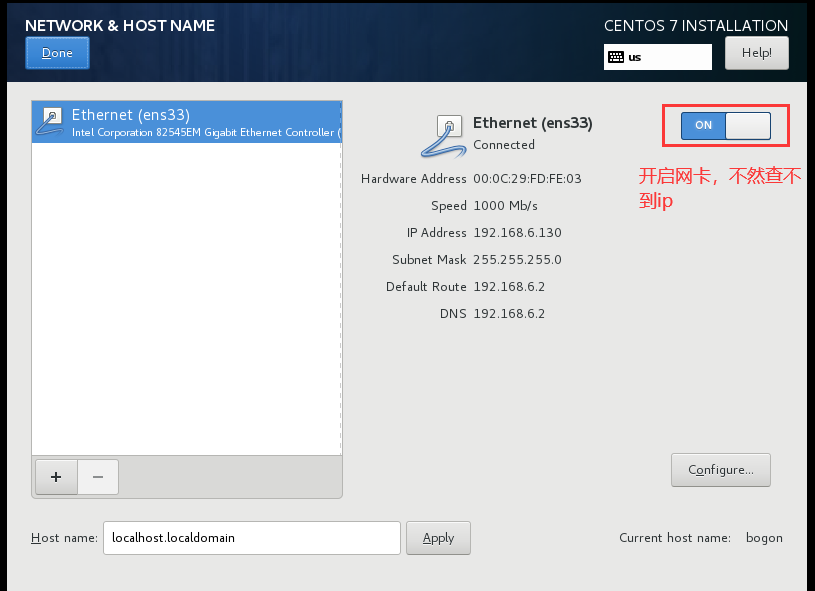 NETWORK & HOST NAME
CENTOS 7 INSTALLATION
Done
us
Help!
Ethernet (ens33)
Intel Corporation 82545EM Gigabit Ethernet Controller (
Ethernet (ens33)
Connected
ON
开启网卡，不然查不
到ip
Hardware Address 00:0C:29:FD:FE:03
Speed 1000 Mb/s
IP Address 192.168.6.130
Subnet Mask 255.255.255.0
Default Route 192.168.6.2
DNS 192.168.6.2
+ −
Configure...
Host name: localhost.localdomain Apply
Current host name: bogon